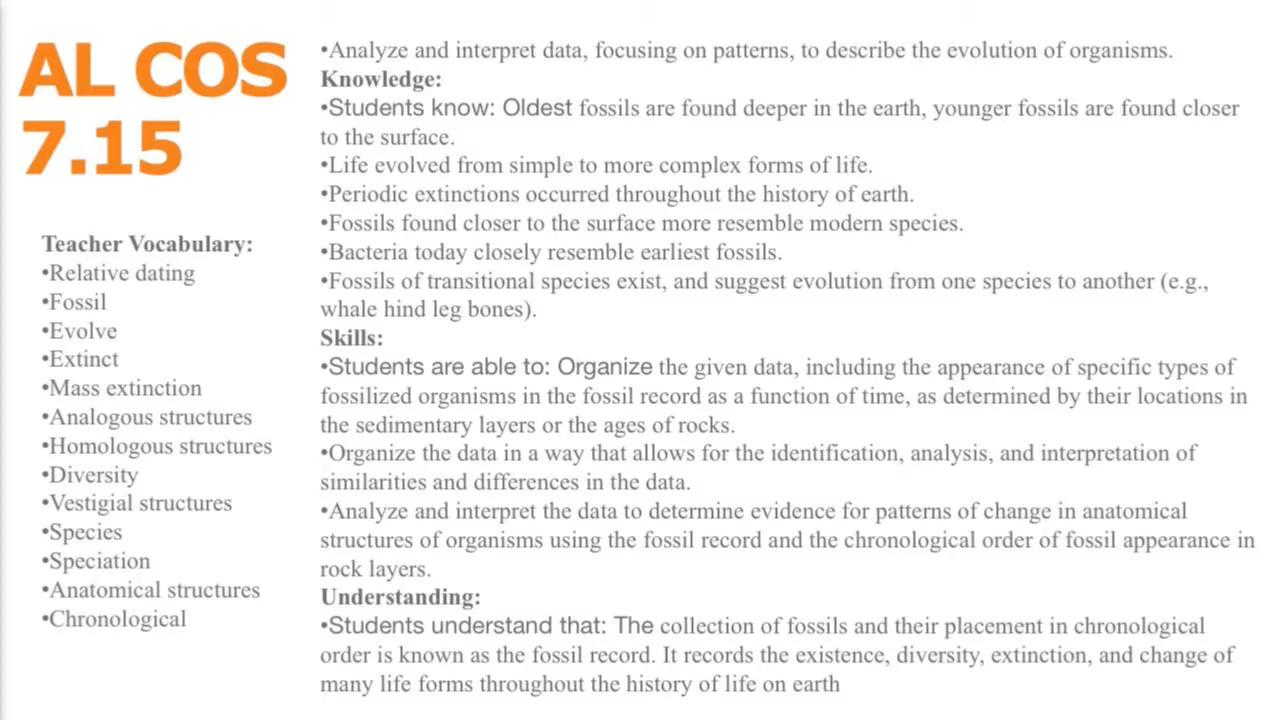 AL COS
7.15
Teacher Vocabulary:
•Relative dating
•Fossil
•Evolve
•Extinct
•Mass extinction
•Analogous structures
•Homologous structures
•Diversity
•Vestigial structures
•Species
•Speciation
•Anatomical structures
•Chronological
•Analyze and interpret data, focusing on patterns, to describe the evolution of organisms.
Knowledge:
•Students know: Oldest fossils are found deeper in the earth, younger fossils are found closer
to the surface.
•Life evolved from simple to more complex forms of life.
•Periodic extinctions occurred throughout the history of earth.
•Fossils found closer to the surface more resemble modern species.
•Bacteria today closely resemble earliest fossils.
•Fossils of transitional species exist, and suggest evolution from one species to another (e.g.,
whale hind leg bones).
Skills:
•Students are able to: Organize the given data, including the appearance of specific types of
fossilized organisms in the fossil record as a function of time, as determined by their locations in
the sedimentary layers or the ages of rocks.
•Organize the data in a way that allows for the identification, analysis, and interpretation of
similarities and differences in the data.
•Analyze and interpret the data to determine evidence for patterns of change in anatomical
structures of organisms using the fossil record and the chronological order of fossil appearance in
rock layers.
Understanding:
•Students understand that: The collection of fossils and their placement in chronological
order is known as the fossil record. It records the existence, diversity, extinction, and change of
many life forms throughout the history of life on earth